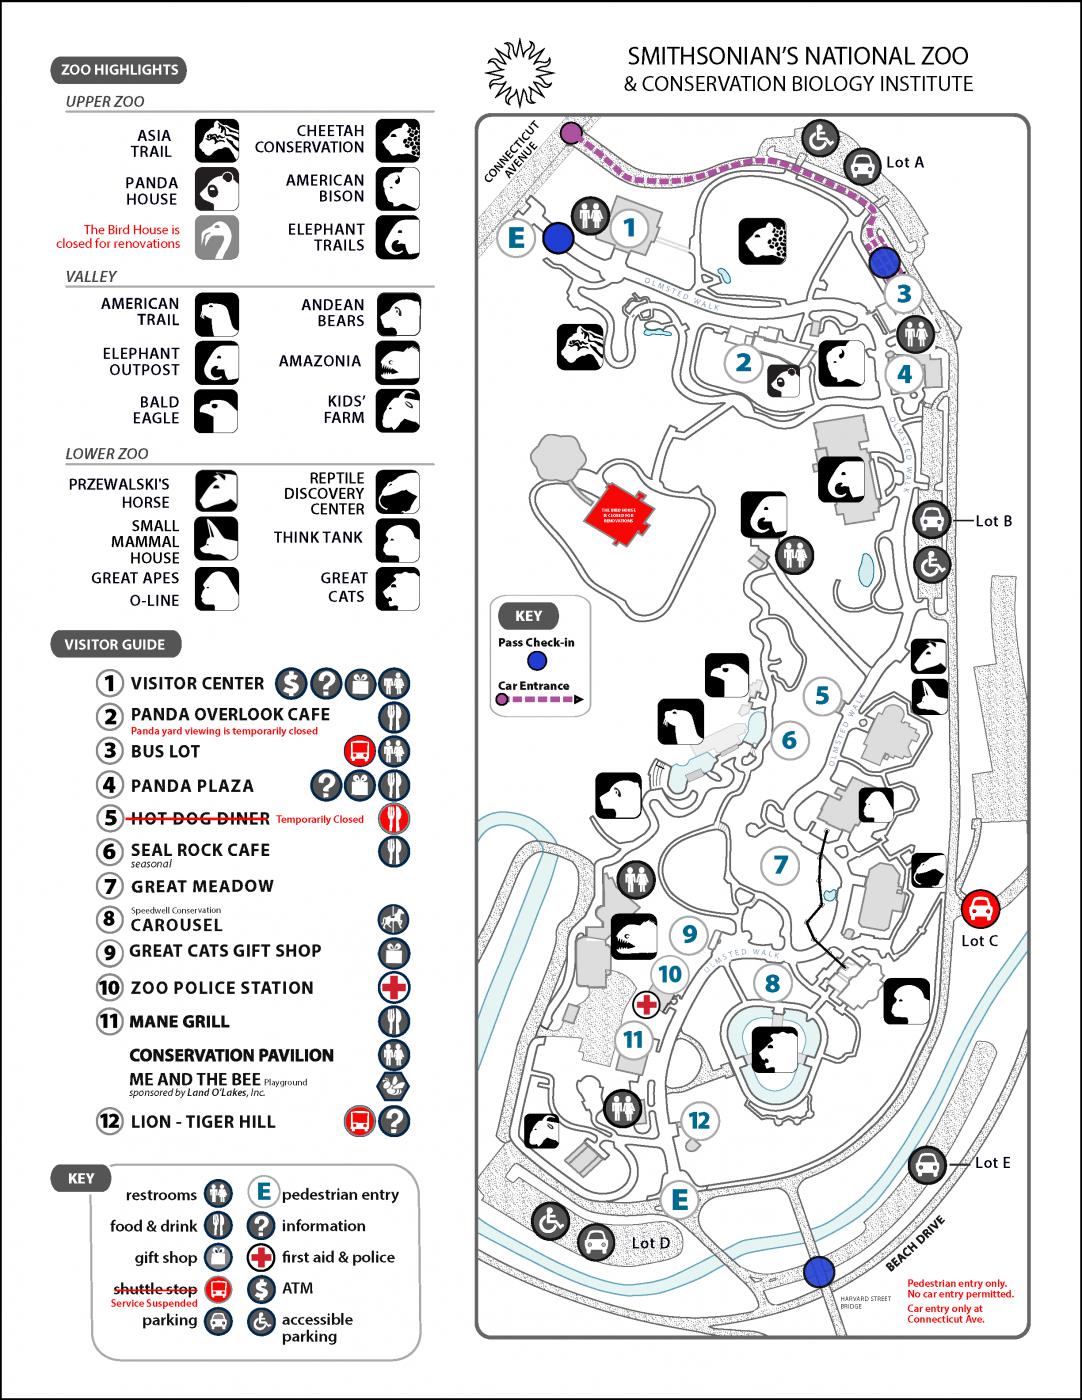 SMITHSONIAN'S NATIONAL ZOO
& CONSERVATION BIOLOGY INSTITUTE
ZOO HIGHLIGHTS
UPPER ZOO
ASIA
TRAIL
CHEETAH
CONSERVATION
PANDA
HOUSE
AMERICAN
BISON
The Bird House is
closed for renovations
ELEPHANT
TRAILS
VALLEY
AMERICAN
TRAIL
ANDEAN
BEARS
ELEPHANT
OUTPOST
AMAZONIA
BALD
EAGLE
KIDS'
FARM
LOWER ZOO
PRZEWALSKI'S
HORSE
REPTILE
DISCOVERY
CENTER
SMALL
MAMMAL
HOUSE
THINK TANK
GREAT APES
O-LINE
GREAT
CATS
VISITOR GUIDE
1 VISITOR CENTER $ ?
2 PANDA OVERLOOK CAFE
Panda yard viewing is temporarily closed
3 BUS LOT
4 PANDA PLAZA ?
5 HOT DOG DINER Temporarily Closed
6 SEAL ROCK CAFE
seasonal
7 GREAT MEADOW
Speedwell Conservation
8 CAROUSEL
9 GREAT CATS GIFT SHOP
10 ZOO POLICE STATION
11 MANE GRILL
CONSERVATION PAVILION
ME AND THE BEE Playground
sponsored by Land O'Lakes, Inc.
12 LION - TIGER HILL ?
KEY
restrooms
E pedestrian entry
food & drink
? information
gift shop
first aid & police
shuttle stop
Service Suspended
$ ATM
parking
accessible
parking
CONNECTICUT
AVENUE
Lot A
E
1
OLMSTED WALK
3
2
4
OLMSTED WALK
THE BIRD HOUSE
IS CLOSED FOR
RENOVATIONS
Lot B
KEY
Pass Check-in
Car Entrance
5
OLMSTED WALK
6
7
Lot C
9
OLMSTED WALK
10
8
11
12
Lot E
E
Lot D
BEACH DRIVE
HARVARD STREET
BRIDGE
Pedestrian entry only.
No car entry permitted.
Car entry only at
Connecticut Ave.